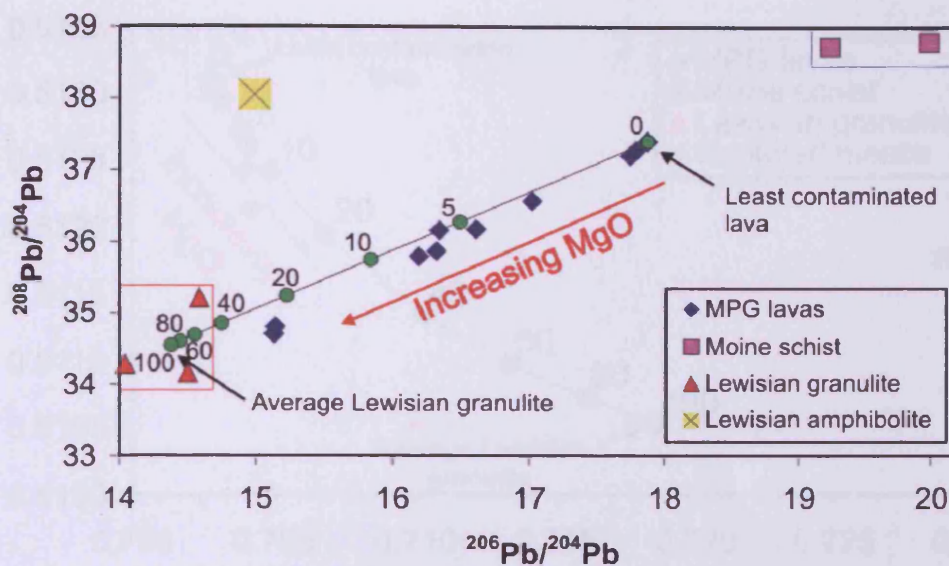 39
38
37
36
35
34
33
²⁰⁸Pb/²⁰⁴Pb
0
5
10
20
40
60
80
100
Least contaminated
lava
Increasing MgO
Average Lewisian granulite
MPG lavas
Moine schist
Lewisian granulite
Lewisian amphibolite
14 15 16 17 18 19 20
²⁰⁶Pb/²⁰⁴Pb